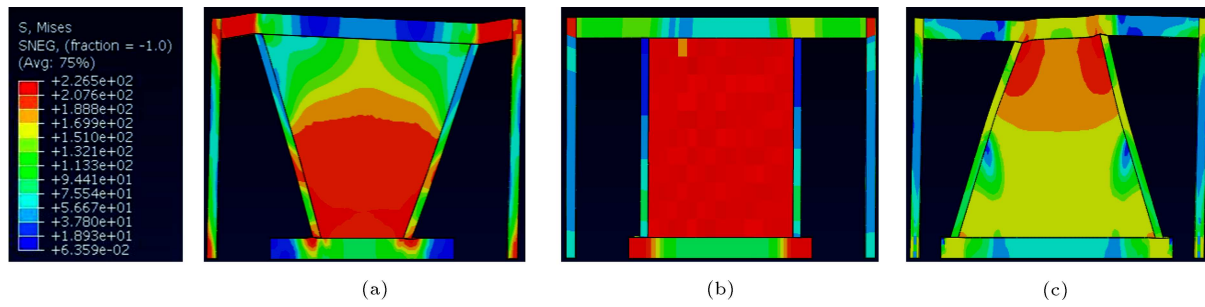 S, Mises
SNEG, (fraction = -1.0)
(Avg: 75%)
+2.265e+02
+2.076e+02
+1.888e+02
+1.699e+02
+1.510e+02
+1.321e+02
+1.133e+02
+9.441e+01
+7.554e+01
+5.667e+01
+3.780e+01
+1.893e+01
+6.359e-02
(a)
(b)
(c)